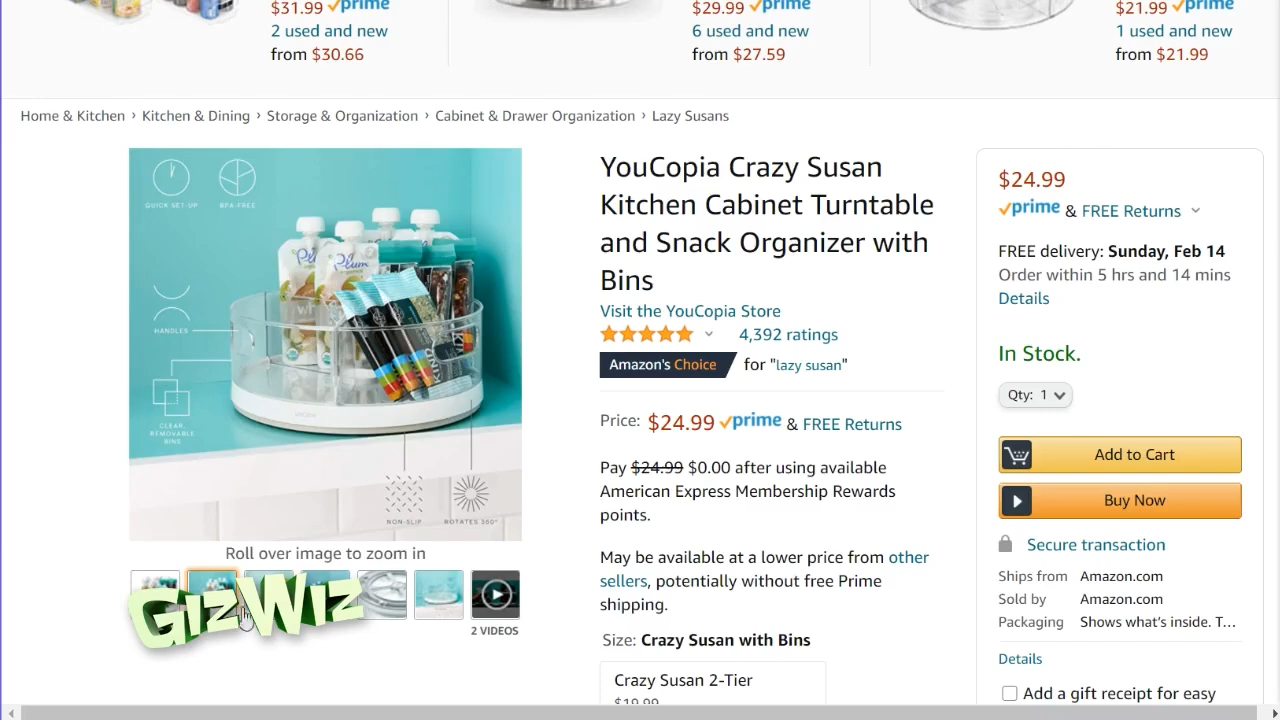 $31.99 prime
2 used and new
from $30.66
$29.99 prime
6 used and new
from $27.59
$21.99 prime
1 used and new
from $21.99
Home & Kitchen › Kitchen & Dining › Storage & Organization › Cabinet & Drawer Organization › Lazy Susans
QUICK SET-UP
BPA-FREE
Plum
Plum
HANDLES
CLEAR,
REMOVABLE
BINS
NON-SLIP
ROTATES 360°
Roll over image to zoom in
GizWiz
2 VIDEOS
YouCopia Crazy Susan
Kitchen Cabinet Turntable
and Snack Organizer with
Bins
Visit the YouCopia Store
4,392 ratings
Amazon's Choice for "lazy susan"
Price: $24.99 prime & FREE Returns
Pay $24.99 $0.00 after using available
American Express Membership Rewards
points.
May be available at a lower price from other
sellers, potentially without free Prime
shipping.
Size: Crazy Susan with Bins
Crazy Susan 2-Tier
$19.99
$24.99
prime & FREE Returns
FREE delivery: Sunday, Feb 14
Order within 5 hrs and 14 mins
Details
In Stock.
Qty: 1
Add to Cart
Buy Now
Secure transaction
Ships from Amazon.com
Sold by Amazon.com
Packaging Shows what's inside. T...
Details
Add a gift receipt for easy